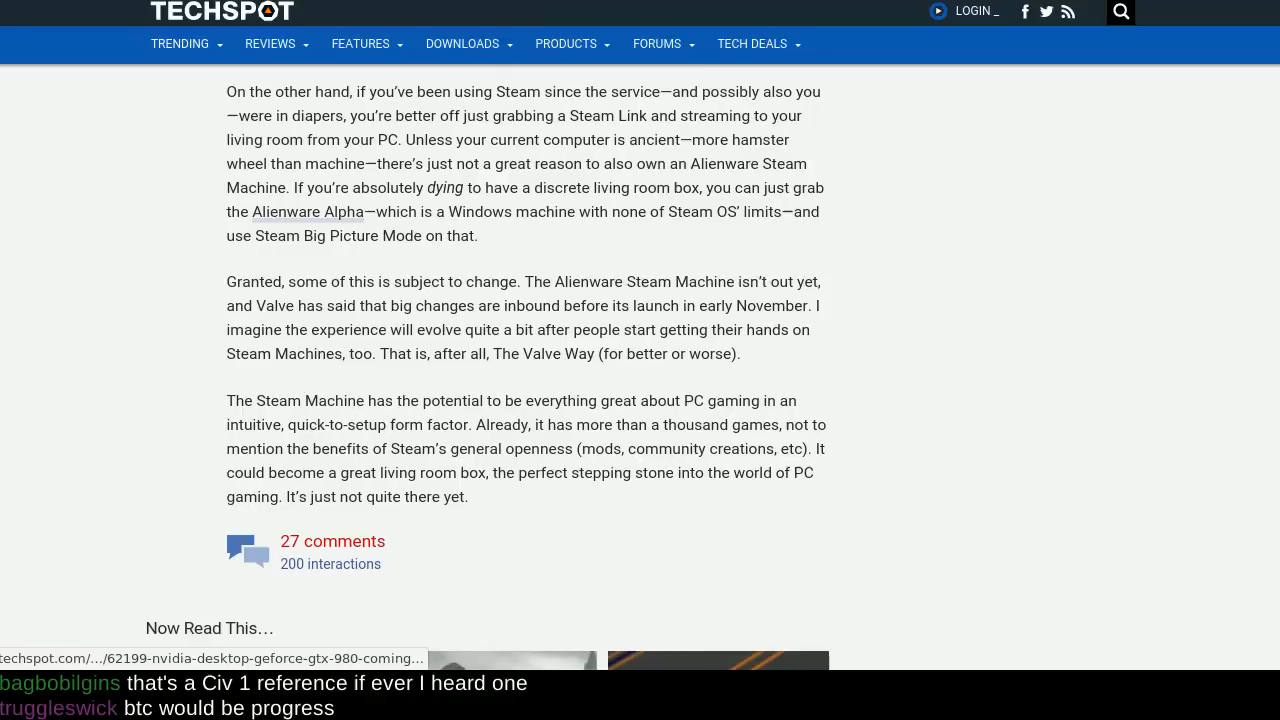 TECHSPOT
LOGIN _
TRENDING REVIEWS FEATURES DOWNLOADS PRODUCTS FORUMS TECH DEALS
On the other hand, if you’ve been using Steam since the service—and possibly also you
—were in diapers, you’re better off just grabbing a Steam Link and streaming to your
living room from your PC. Unless your current computer is ancient—more hamster
wheel than machine—there’s just not a great reason to also own an Alienware Steam
Machine. If you’re absolutely dying to have a discrete living room box, you can just grab
the Alienware Alpha—which is a Windows machine with none of Steam OS’ limits—and
use Steam Big Picture Mode on that.
Granted, some of this is subject to change. The Alienware Steam Machine isn’t out yet,
and Valve has said that big changes are inbound before its launch in early November. I
imagine the experience will evolve quite a bit after people start getting their hands on
Steam Machines, too. That is, after all, The Valve Way (for better or worse).
The Steam Machine has the potential to be everything great about PC gaming in an
intuitive, quick-to-setup form factor. Already, it has more than a thousand games, not to
mention the benefits of Steam’s general openness (mods, community creations, etc). It
could become a great living room box, the perfect stepping stone into the world of PC
gaming. It’s just not quite there yet.
27 comments
200 interactions
Now Read This…
techspot.com/.../62199-nvidia-desktop-geforce-gtx-980-coming...
bagbobilgins that's a Civ 1 reference if ever I heard one
truggleswick btc would be progress